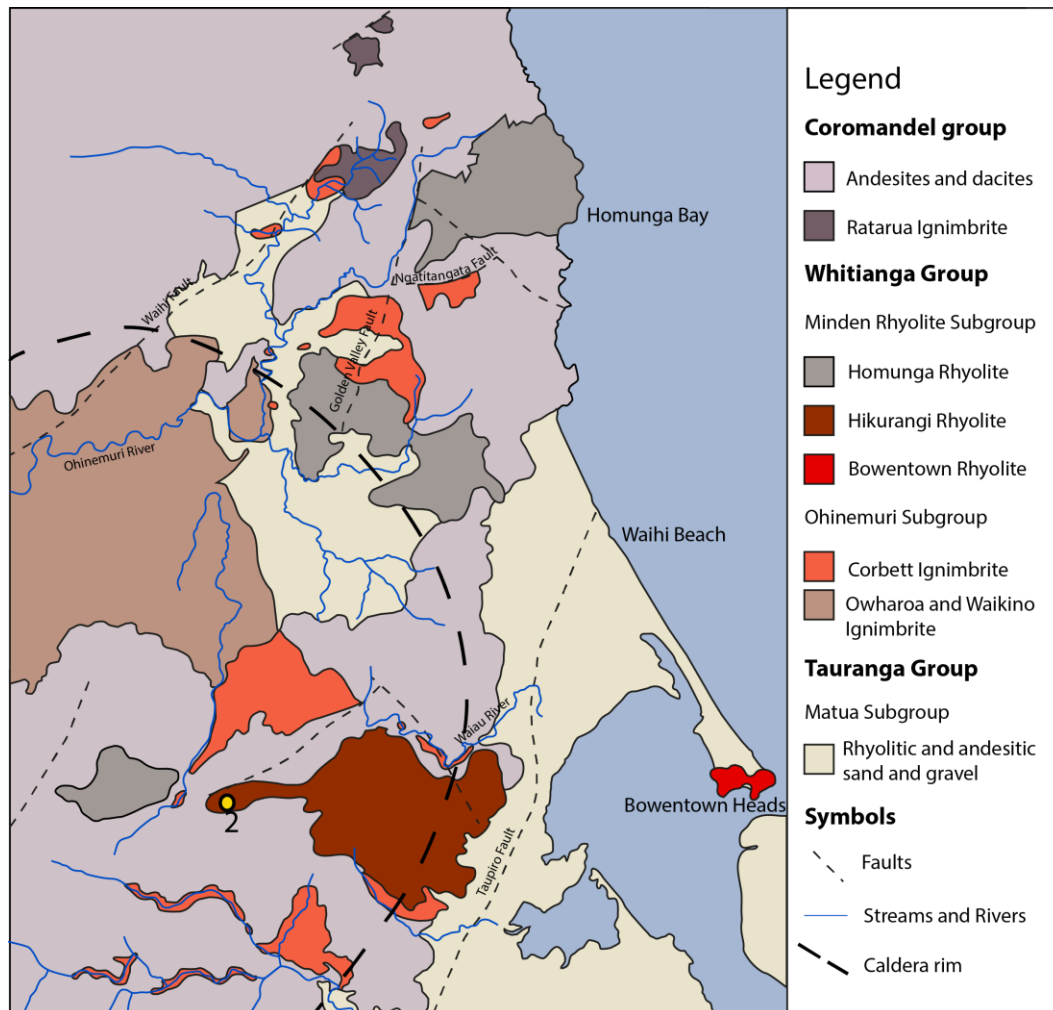 Homunga Bay
Ngatitangata Fault
Waihi Fault
Golden Valley Fault
Ohinemuri River
Waihi Beach
Waiau River
Bowentown Heads
2
Taupiro Fault
Legend
Coromandel group
Andesites and dacites
Ratarua Ignimbrite
Whitianga Group
Minden Rhyolite Subgroup
Homunga Rhyolite
Hikurangi Rhyolite
Bowentown Rhyolite
Ohinemuri Subgroup
Corbett Ignimbrite
Owharoa and Waikino
Ignimbrite
Tauranga Group
Matua Subgroup
Rhyolitic and andesitic
sand and gravel
Symbols
Faults
Streams and Rivers
Caldera rim